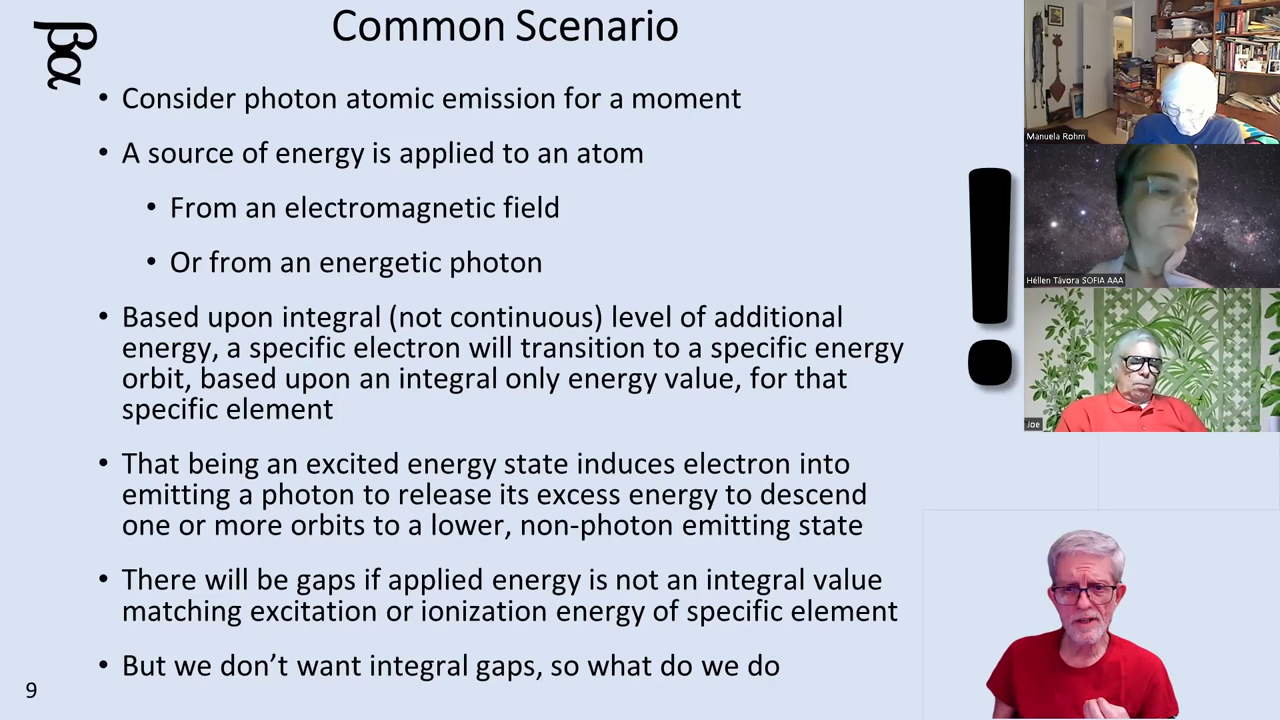 Common Scenario
βα
• Consider photon atomic emission for a moment
• A source of energy is applied to an atom
• From an electromagnetic field
• Or from an energetic photon
• Based upon integral (not continuous) level of additional
energy, a specific electron will transition to a specific energy
orbit, based upon an integral only energy value, for that
specific element
• That being an excited energy state induces electron into
emitting a photon to release its excess energy to descend
one or more orbits to a lower, non-photon emitting state
• There will be gaps if applied energy is not an integral value
matching excitation or ionization energy of specific element
• But we don’t want integral gaps, so what do we do
9
!
Manuela Rohm
Héllen Távora SOFIA AAA
Joe